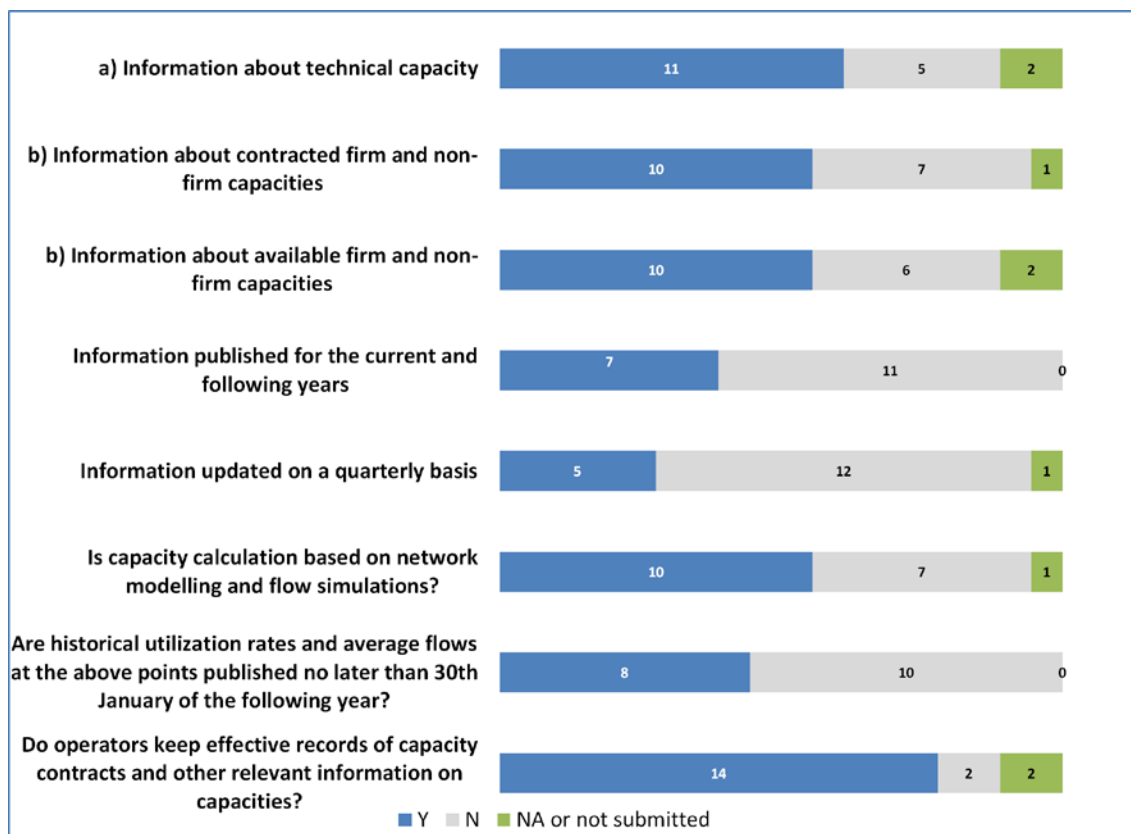 a) Information about technical capacity
11 5 2
b) Information about contracted firm and non-
firm capacities
10 7 1
b) Information about available firm and non-
firm capacities
10 6 2
Information published for the current and
following years
7 11 0
Information updated on a quarterly basis
5 12 1
Is capacity calculation based on network
modelling and flow simulations?
10 7 1
Are historical utilization rates and average flows
at the above points published no later than 30th
January of the following year?
8 10 0
Do operators keep effective records of capacity
contracts and other relevant information on
capacities?
14 2 2
Y N NA or not submitted